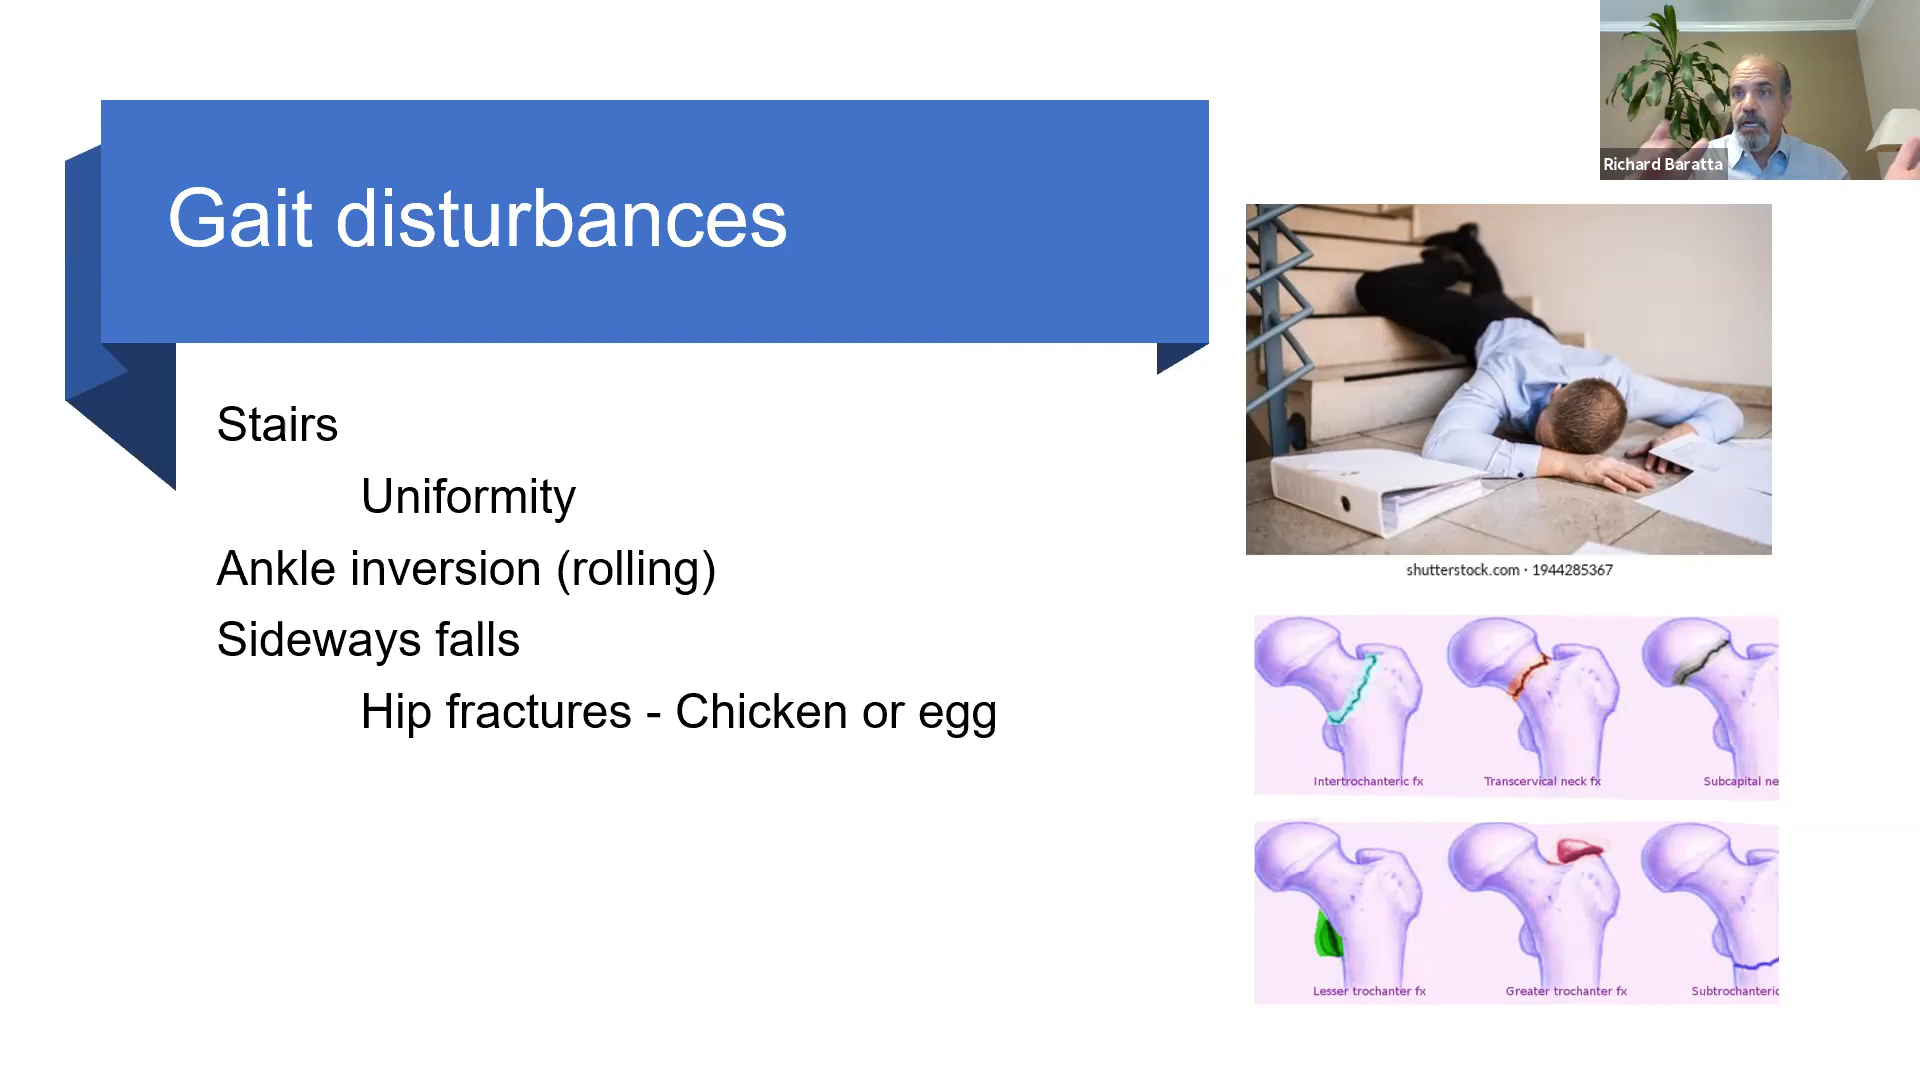 Richard Baratta
Gait disturbances
Stairs
Uniformity
Ankle inversion (rolling)
Sideways falls
Hip fractures - Chicken or egg
shutterstock.com · 1944285367
Intertrochanteric fx
Transcervical neck fx
Subcapital ne
Lesser trochanter fx
Greater trochanter fx
Subtrochanteric